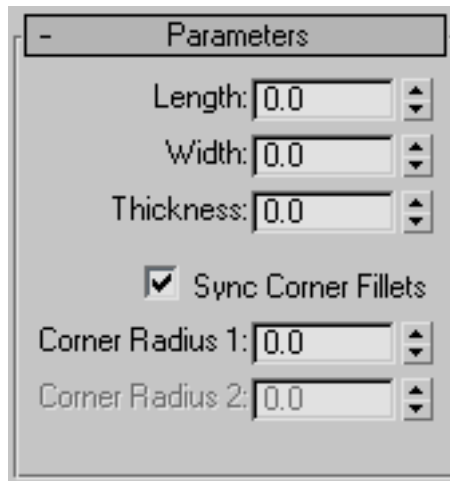 - Parameters
Length: 0.0
Width: 0.0
Thickness: 0.0
Sync Corner Fillets
Corner Radius 1: 0.0
Corner Radius 2: 0.0